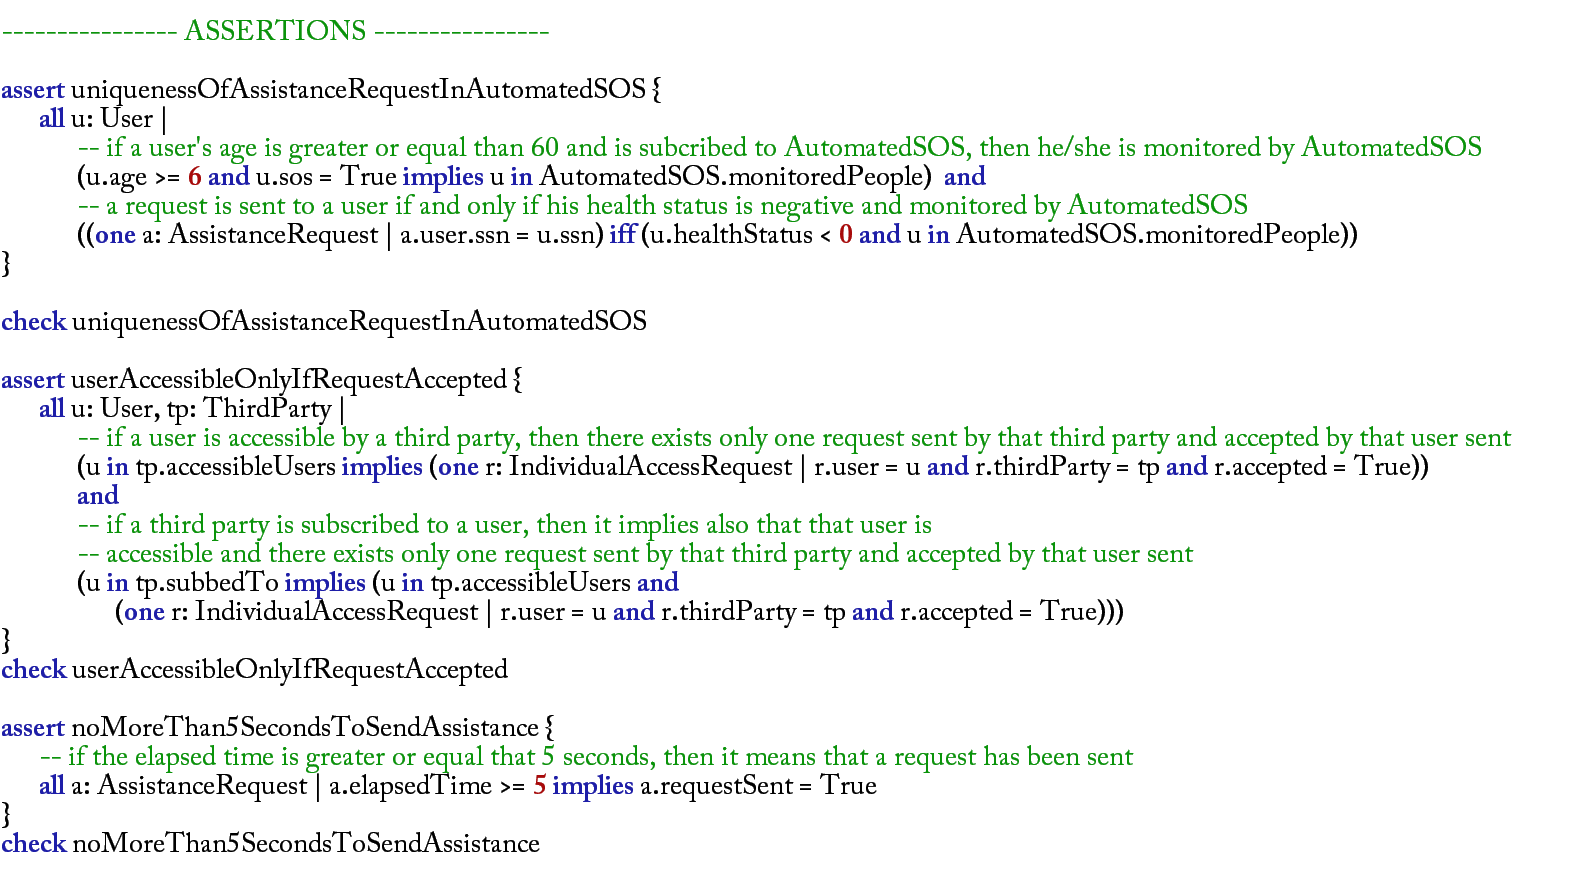 ---------------- ASSERTIONS ----------------
assert uniquenessOfAssistanceRequestInAutomatedSOS {
all u: User |
-- if a user's age is greater or equal than 60 and is subcribed to AutomatedSOS, then he/she is monitored by AutomatedSOS
(u.age >= 6 and u.sos = True implies u in AutomatedSOS.monitoredPeople)  and
-- a request is sent to a user if and only if his health status is negative and monitored by AutomatedSOS
((one a: AssistanceRequest | a.user.ssn = u.ssn) iff (u.healthStatus < 0 and u in AutomatedSOS.monitoredPeople))
}
check uniquenessOfAssistanceRequestInAutomatedSOS
assert userAccessibleOnlyIfRequestAccepted {
all u: User, tp: ThirdParty |
-- if a user is accessible by a third party, then there exists only one request sent by that third party and accepted by that user sent
(u in tp.accessibleUsers implies (one r: IndividualAccessRequest | r.user = u and r.thirdParty = tp and r.accepted = True))
and
-- if a third party is subscribed to a user, then it implies also that that user is
-- accessible and there exists only one request sent by that third party and accepted by that user sent
(u in tp.subbedTo implies (u in tp.accessibleUsers and
(one r: IndividualAccessRequest | r.user = u and r.thirdParty = tp and r.accepted = True)))
}
check userAccessibleOnlyIfRequestAccepted
assert noMoreThan5SecondsToSendAssistance {
-- if the elapsed time is greater or equal that 5 seconds, then it means that a request has been sent
all a: AssistanceRequest | a.elapsedTime >= 5 implies a.requestSent = True
}
check noMoreThan5SecondsToSendAssistance